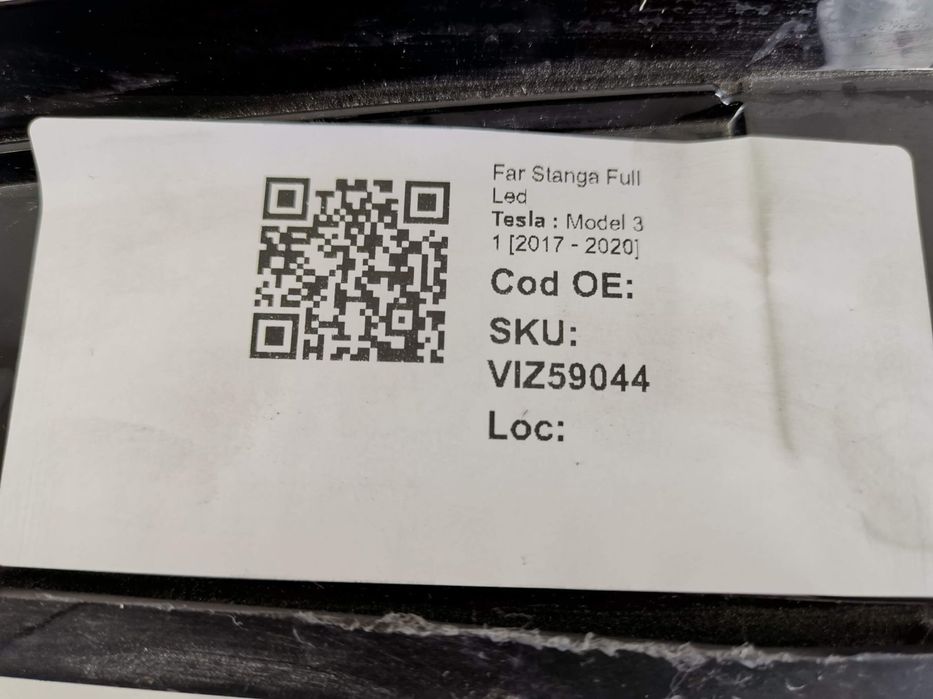 Far Stanga Full
Led
Tesla : Model 3
1 [2017 - 2020]
Cod OE:
SKU:
VIZ59044
Loc: